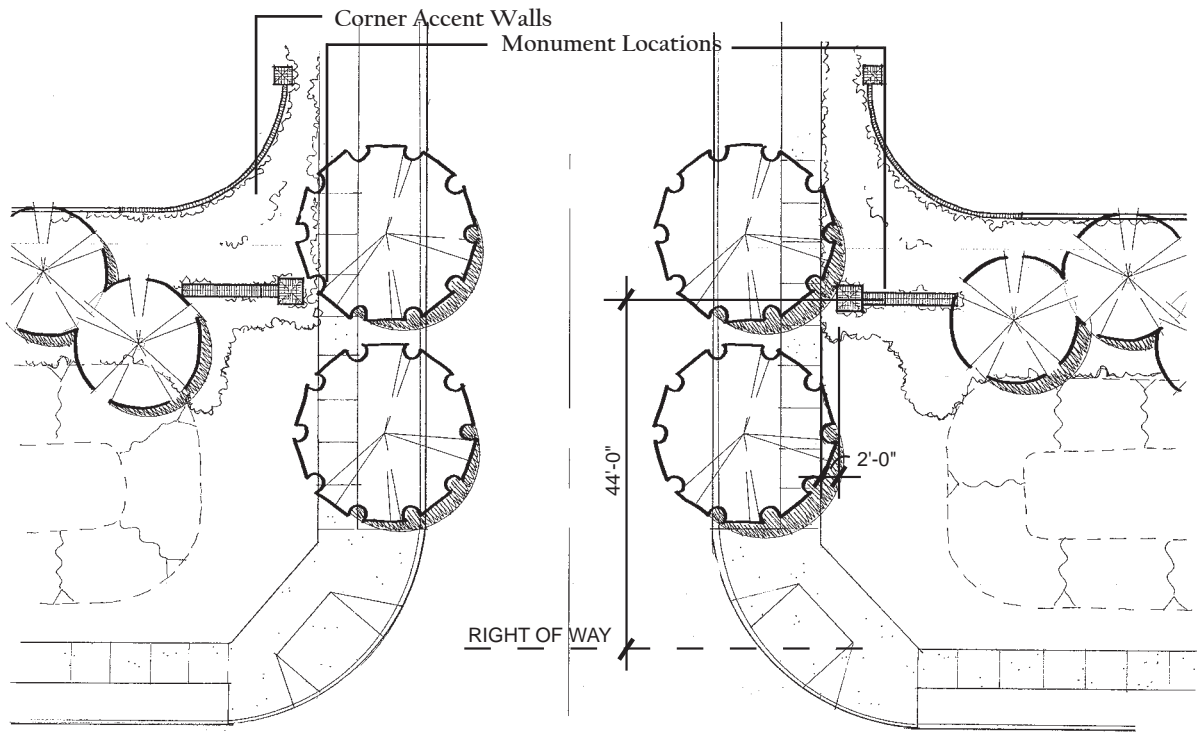 Corner Accent Walls
Monument Locations
2'-0"
44'-0"
RIGHT OF WAY